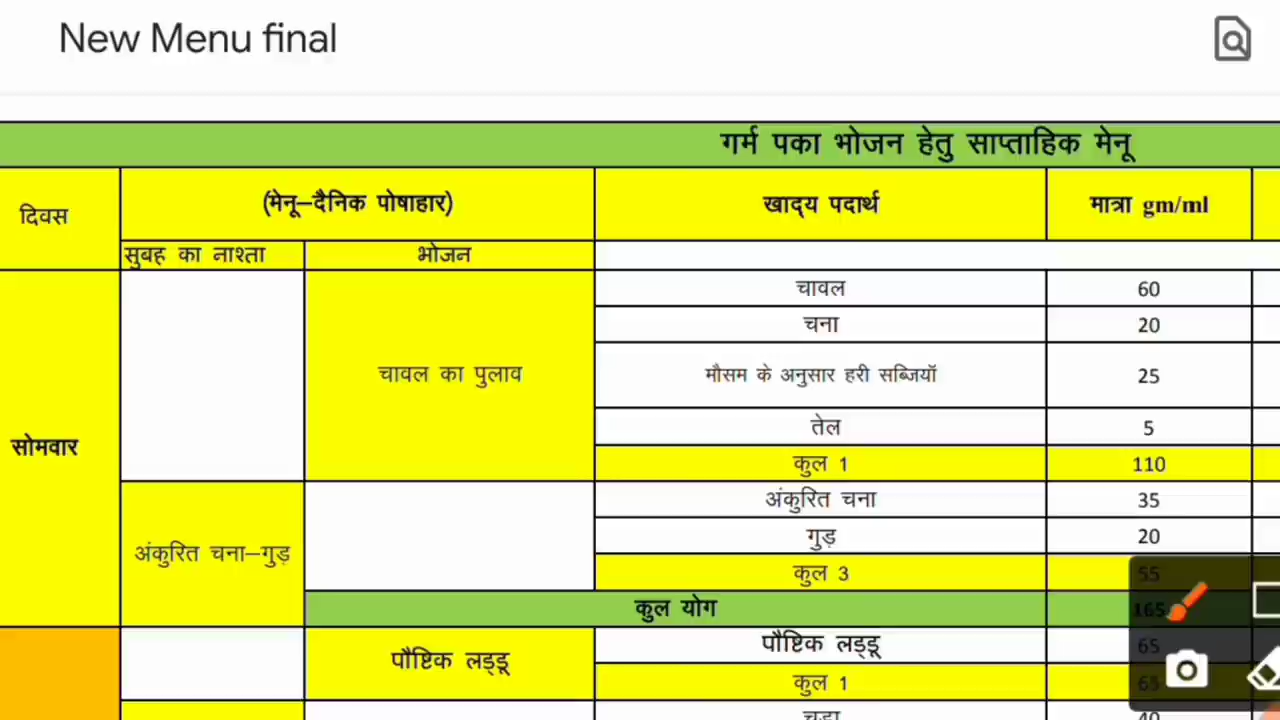 New Menu final
गर्म पका भोजन हेतु साप्ताहिक मेनू
दिवस (मेनू–दैनिक पोषाहार) खाद्य पदार्थ मात्रा gm/ml
सुबह का नाश्ता भोजन
चावल 60
चना 20
चावल का पुलाव मौसम के अनुसार हरी सब्जियॉ 25
तेल 5
सोमवार
कुल 1 110
अंकुरित चना 35
अंकुरित चना–गुड़ गुड़ 20
कुल 3 55
कुल योग 165
पौष्टिक लड्डू पौष्टिक लड्डू 65
कुल 1 65